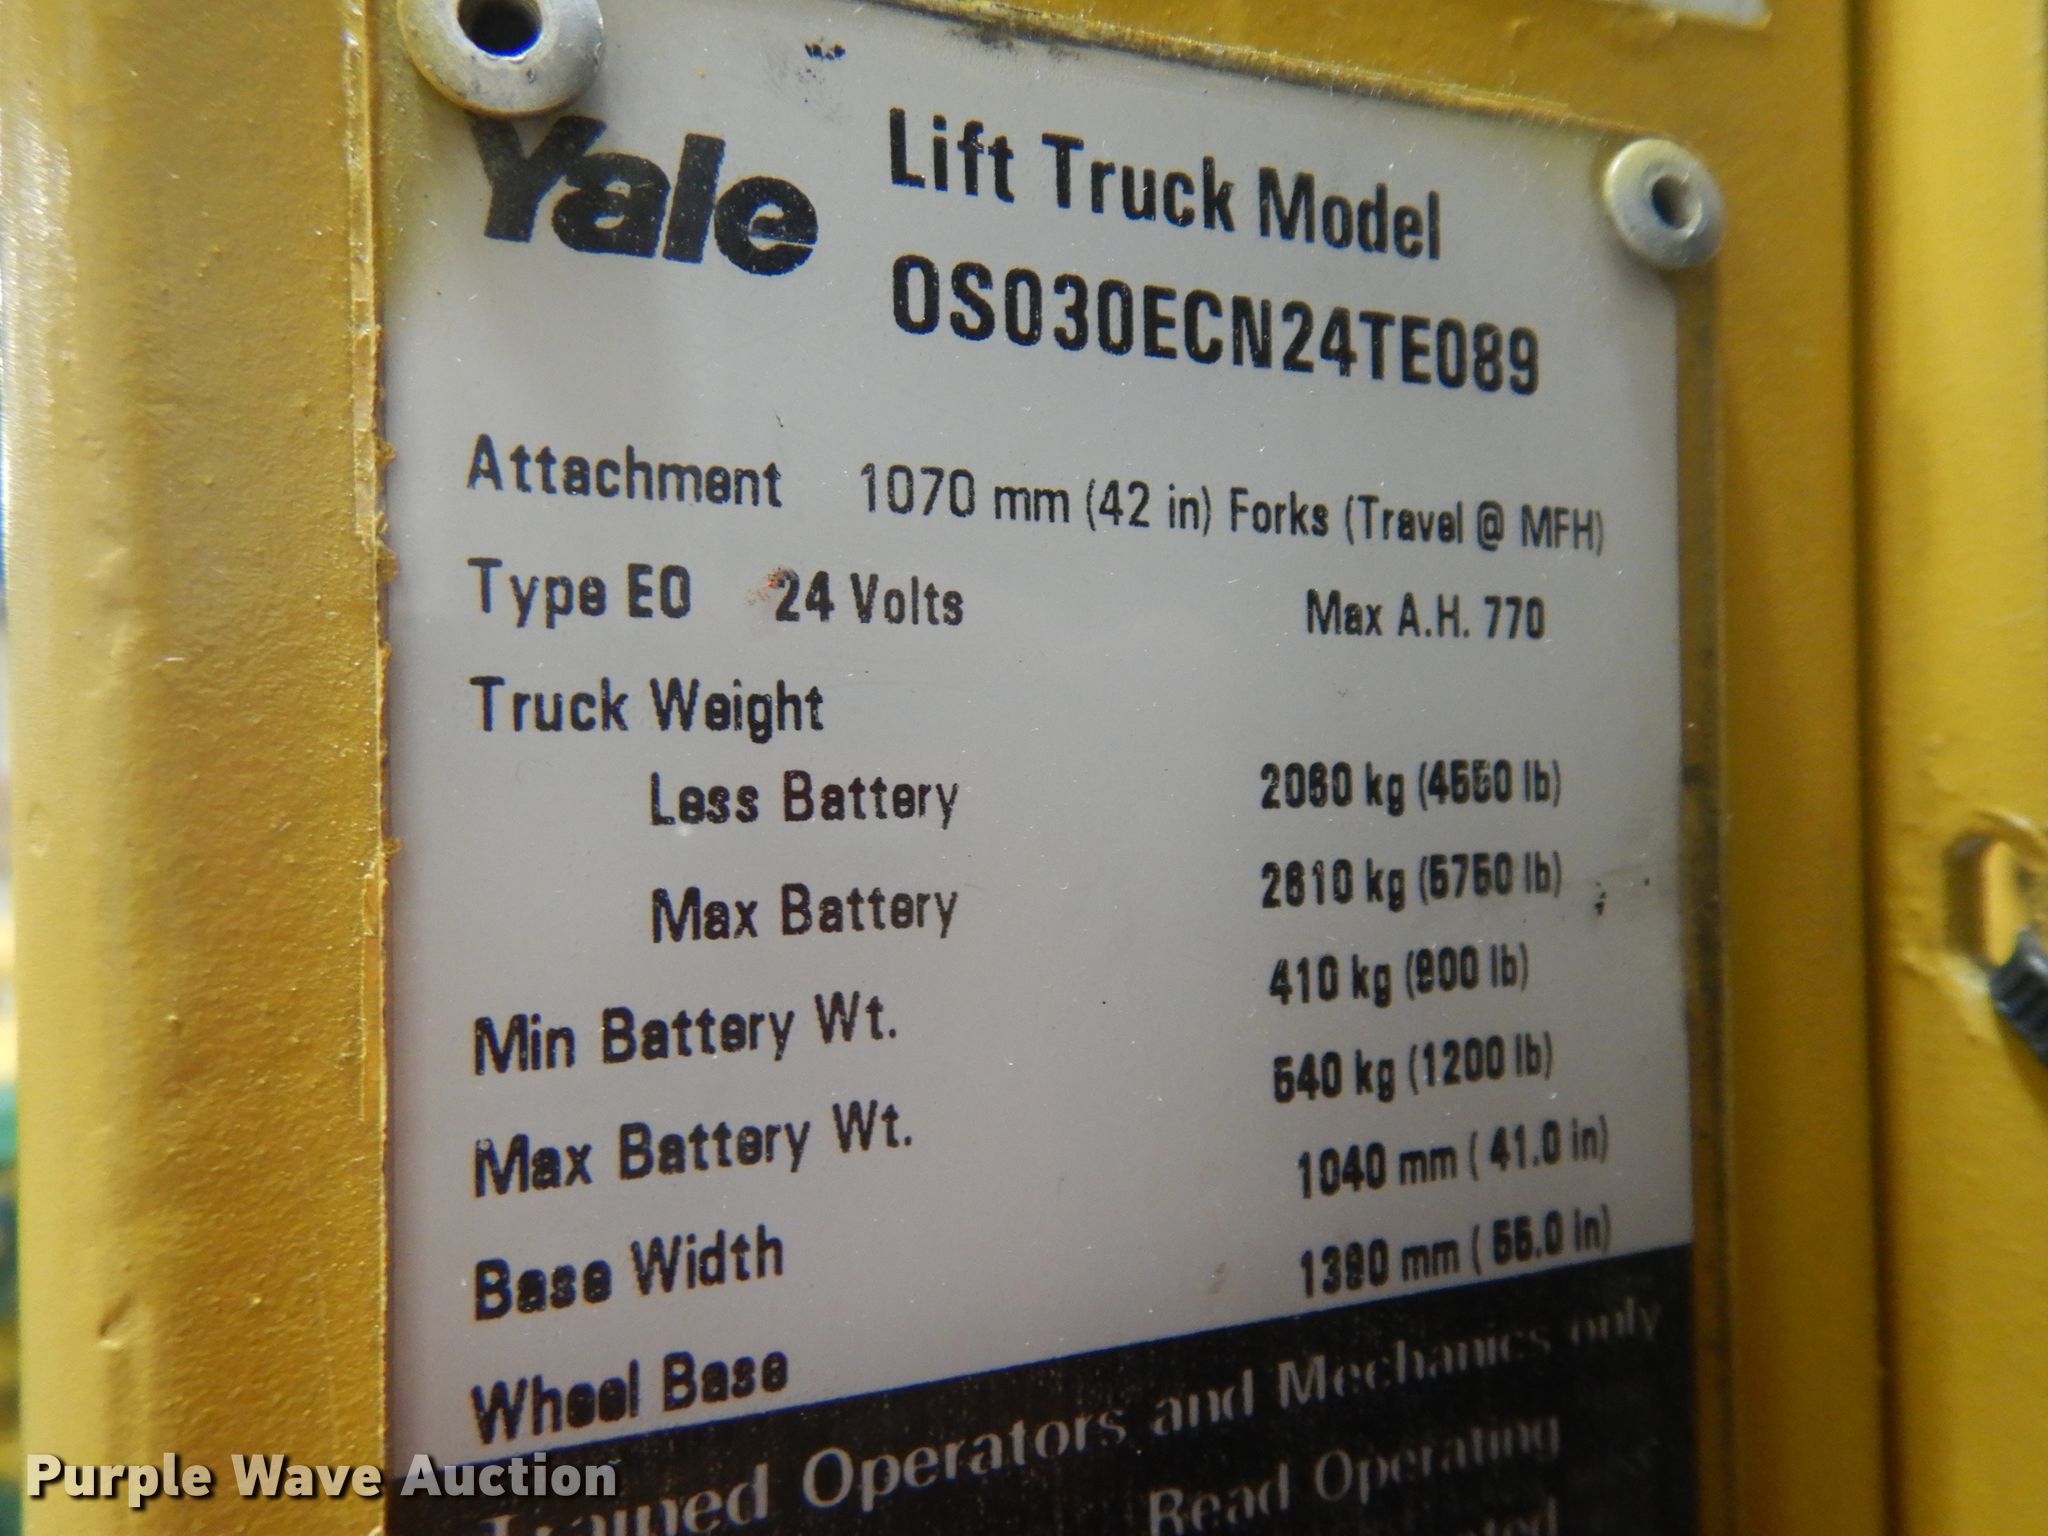 Yale Lift Truck Model
OS030ECN24TE089
Attachment 1070 mm (42 in) Forks (Travel @ MFH)
Type EO 24 Volts Max A.H. 770
Truck Weight
Less Battery 2060 kg (4550 lb)
Max Battery 2610 kg (5750 lb)
Min Battery Wt. 410 kg (900 lb)
Max Battery Wt. 540 kg (1200 lb)
Base Width 1040 mm ( 41.0 in)
Wheel Base 1390 mm ( 55.0 in)
Trained Operators and Mechanics only
Read Operating
Purple Wave Auction